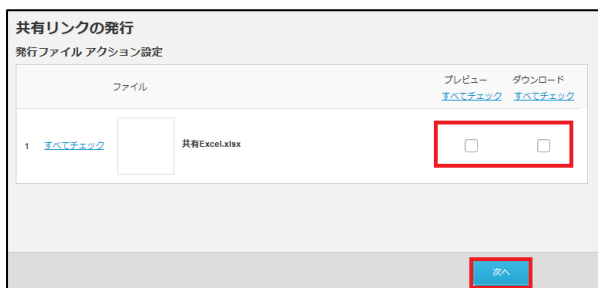 共有リンクの発行
発行ファイル アクション設定
ファイル プレビュー ダウンロード
すべてチェック すべてチェック
1 すべてチェック 共有Excel.xlsx
次へ